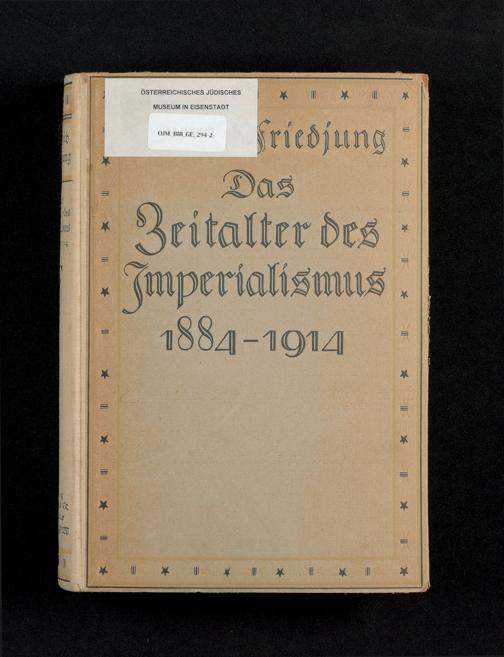 ÖSTERREICHISCHES JÜDISCHES
MUSEUM IN EISENSTADT
OJM_BIB_GE_294-2
Friedjung
Das
Zeitalter des
Imperialismus
1884-1914